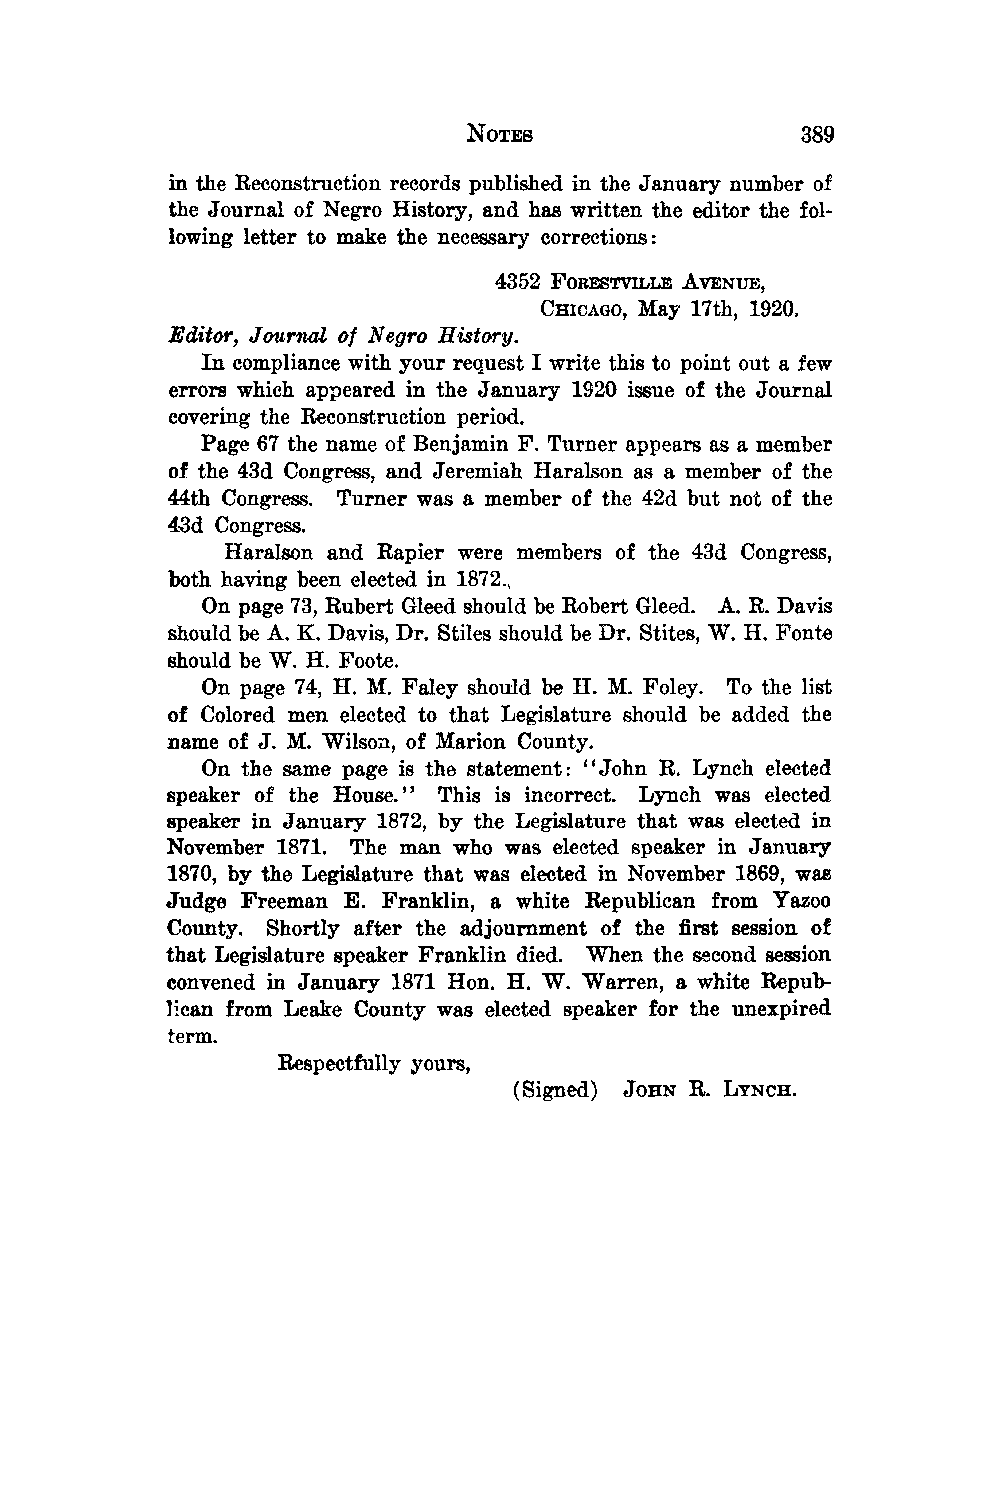 NOTES 389
in the Reconstruction records published in the January number of
the Journal of Negro History, and has written the editor the fol-
lowing letter to make the necessary corrections:
4352 FORESTVILLE AVENUE,
CHICAGO, May 17th, 1920.
Editor, Journal of Negro History.
In compliance with your request I write this to point out a few
errors which appeared in the January 1920 issue of the Journal
covering the Reconstruction period.
Page 67 the name of Benjamin F. Turner appears as a member
of the 43d Congress, and Jeremiah Haralson as a member of the
44th Congress. Turner was a member of the 42d but not of the
43d Congress.
Haralson and Rapier were members of the 43d Congress,
both having been elected in 1872.
On page 73, Rubert Gleed should be Robert Gleed. A. R. Davis
should be A. K. Davis, Dr. Stiles should be Dr. Stites, W. H. Fonte
should be W. H. Foote.
On page 74, H. M. Faley should be H. M. Foley. To the list
of Colored men elected to that Legislature should be added the
name of J. M. Wilson, of Marion County.
On the same page is the statement: "John R. Lynch elected
speaker of the House." This is incorrect. Lynch was elected
speaker in January 1872, by the Legislature that was elected in
November 1871. The man who was elected speaker in January
1870, by the Legislature that was elected in November 1869, was
Judge Freeman E. Franklin, a white Republican from Yazoo
County. Shortly after the adjournment of the first session of
that Legislature speaker Franklin died. When the second session
convened in January 1871 Hon. H. W. Warren, a white Repub-
lican from Leake County was elected speaker for the unexpired
term.
Respectfully yours,
(Signed) JOHN R. LYNCH.